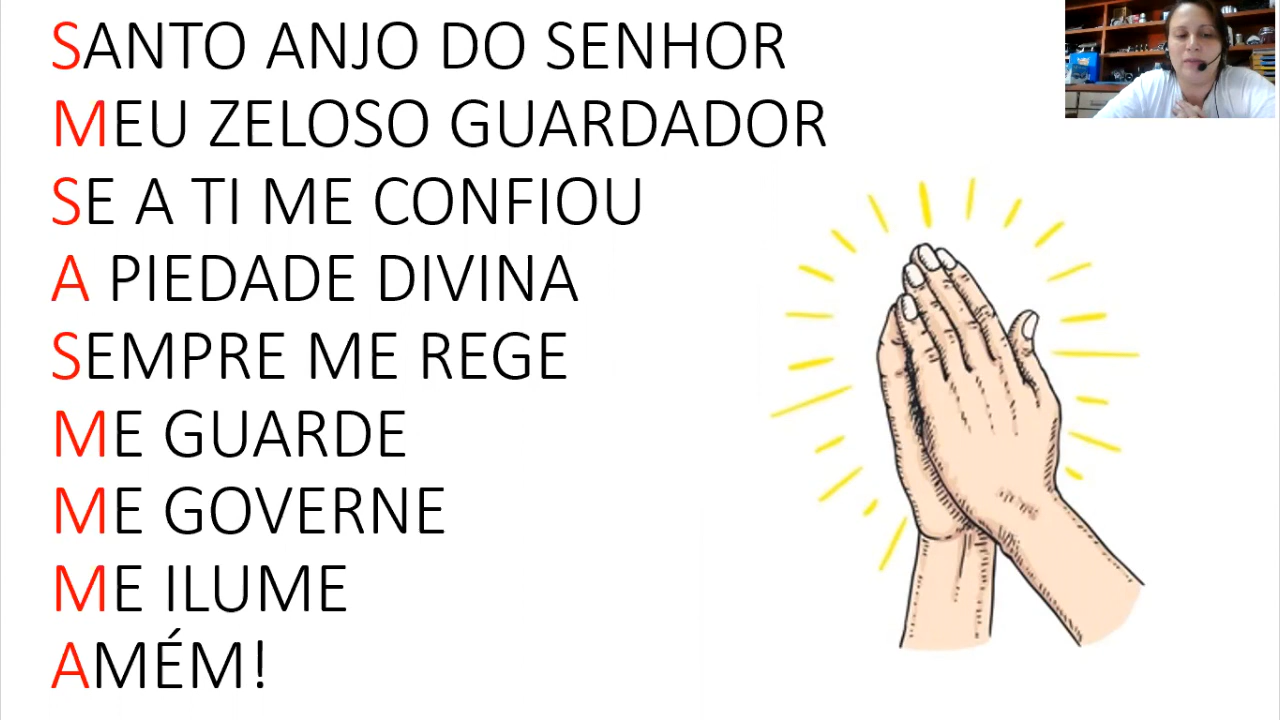 SANTO ANJO DO SENHOR
MEU ZELOSO GUARDADOR
SE A TI ME CONFIOU
A PIEDADE DIVINA
SEMPRE ME REGE
ME GUARDE
ME GOVERNE
ME ILUME
AMÉM!